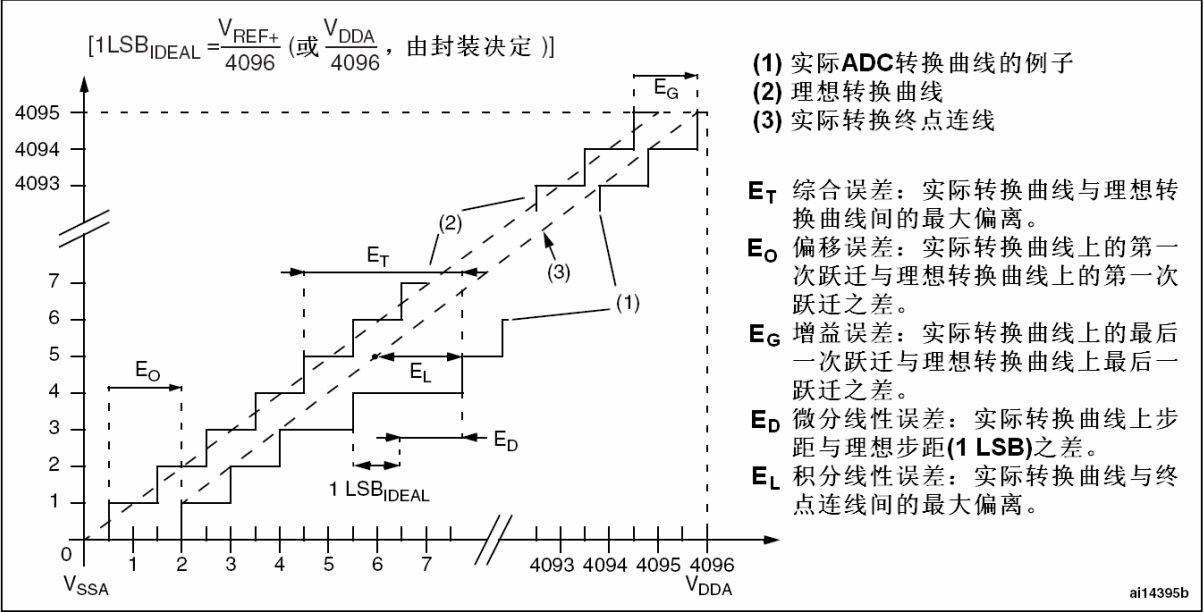 [1LSB_IDEAL = V_REF+/4096 (或 V_DDA/4096 ，由封装决定 )]
(1) 实际ADC转换曲线的例子
(2) 理想转换曲线
(3) 实际转换终点连线
E_T 综合误差：实际转换曲线与理想转
换曲线间的最大偏离。
E_O 偏移误差：实际转换曲线上的第一
次跃迁与理想转换曲线上的第一次
跃迁之差。
E_G 增益误差：实际转换曲线上的最后
一次跃迁与理想转换曲线上最后一
跃迁之差。
E_D 微分线性误差：实际转换曲线上步
距与理想步距(1 LSB)之差。
E_L 积分线性误差：实际转换曲线与终
点连线间的最大偏离。
E_G
4095
4094
4093
(2)
E_T
(3)
7
(1)
6
5
E_O
E_L
4
3
E_D
2
1 LSB_IDEAL
1
0
1 2 3 4 5 6 7 4093 4094 4095 4096
V_SSA
V_DDA
ai14395b